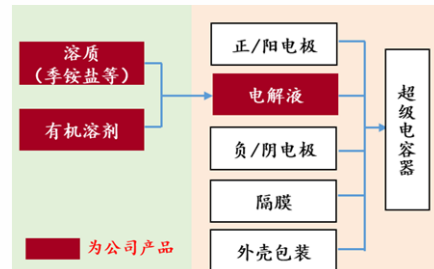 溶质
（季铵盐等）
有机溶剂
为公司产品
正/阳电极
电解液
负/阴电极
隔膜
外壳包装
超级电容器